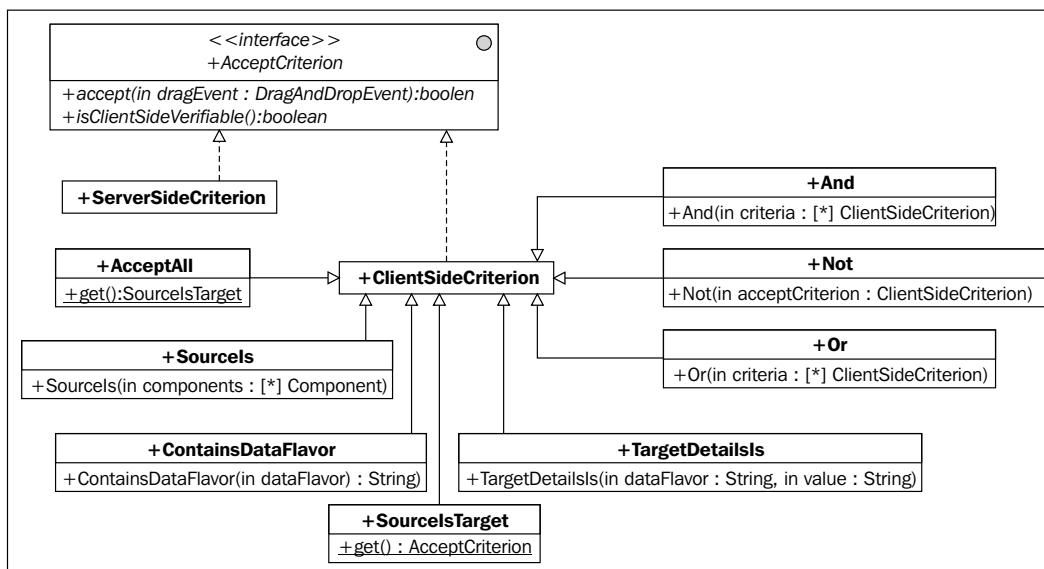 <<interface>>
+AcceptCriterion
+accept(in dragEvent : DragAndDropEvent):boolen
+isClientSideVerifiable():boolean
+ServerSideCriterion
+And
+And(in criteria : [*] ClientSideCriterion)
+AcceptAll
+get():SourceIsTarget
+ClientSideCriterion
+Not
+Not(in acceptCriterion : ClientSideCriterion)
+SourceIs
+SourceIs(in components : [*] Component)
+Or
+Or(in criteria : [*] ClientSideCriterion)
+ContainsDataFlavor
+ContainsDataFlavor(in dataFlavor) : String)
+TargetDetailsIs
+TargetDetailsIs(in dataFlavor : String, in value : String)
+SourceIsTarget
+get() : AcceptCriterion